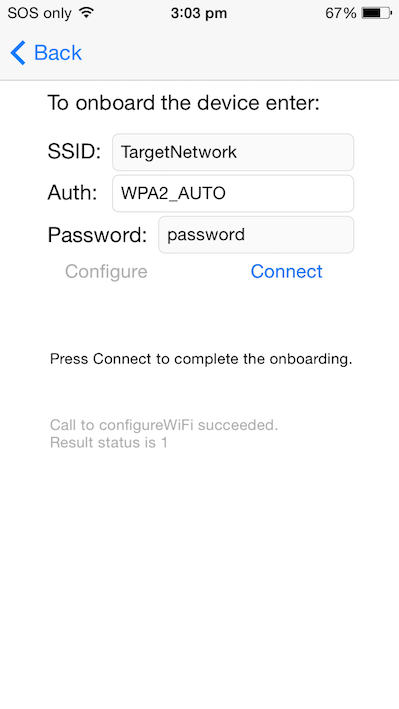 SOS only 3:03 pm 67%
Back
To onboard the device enter:
SSID: TargetNetwork
Auth: WPA2_AUTO
Password: password
Configure Connect
Press Connect to complete the onboarding.
Call to configureWiFi succeeded.
Result status is 1